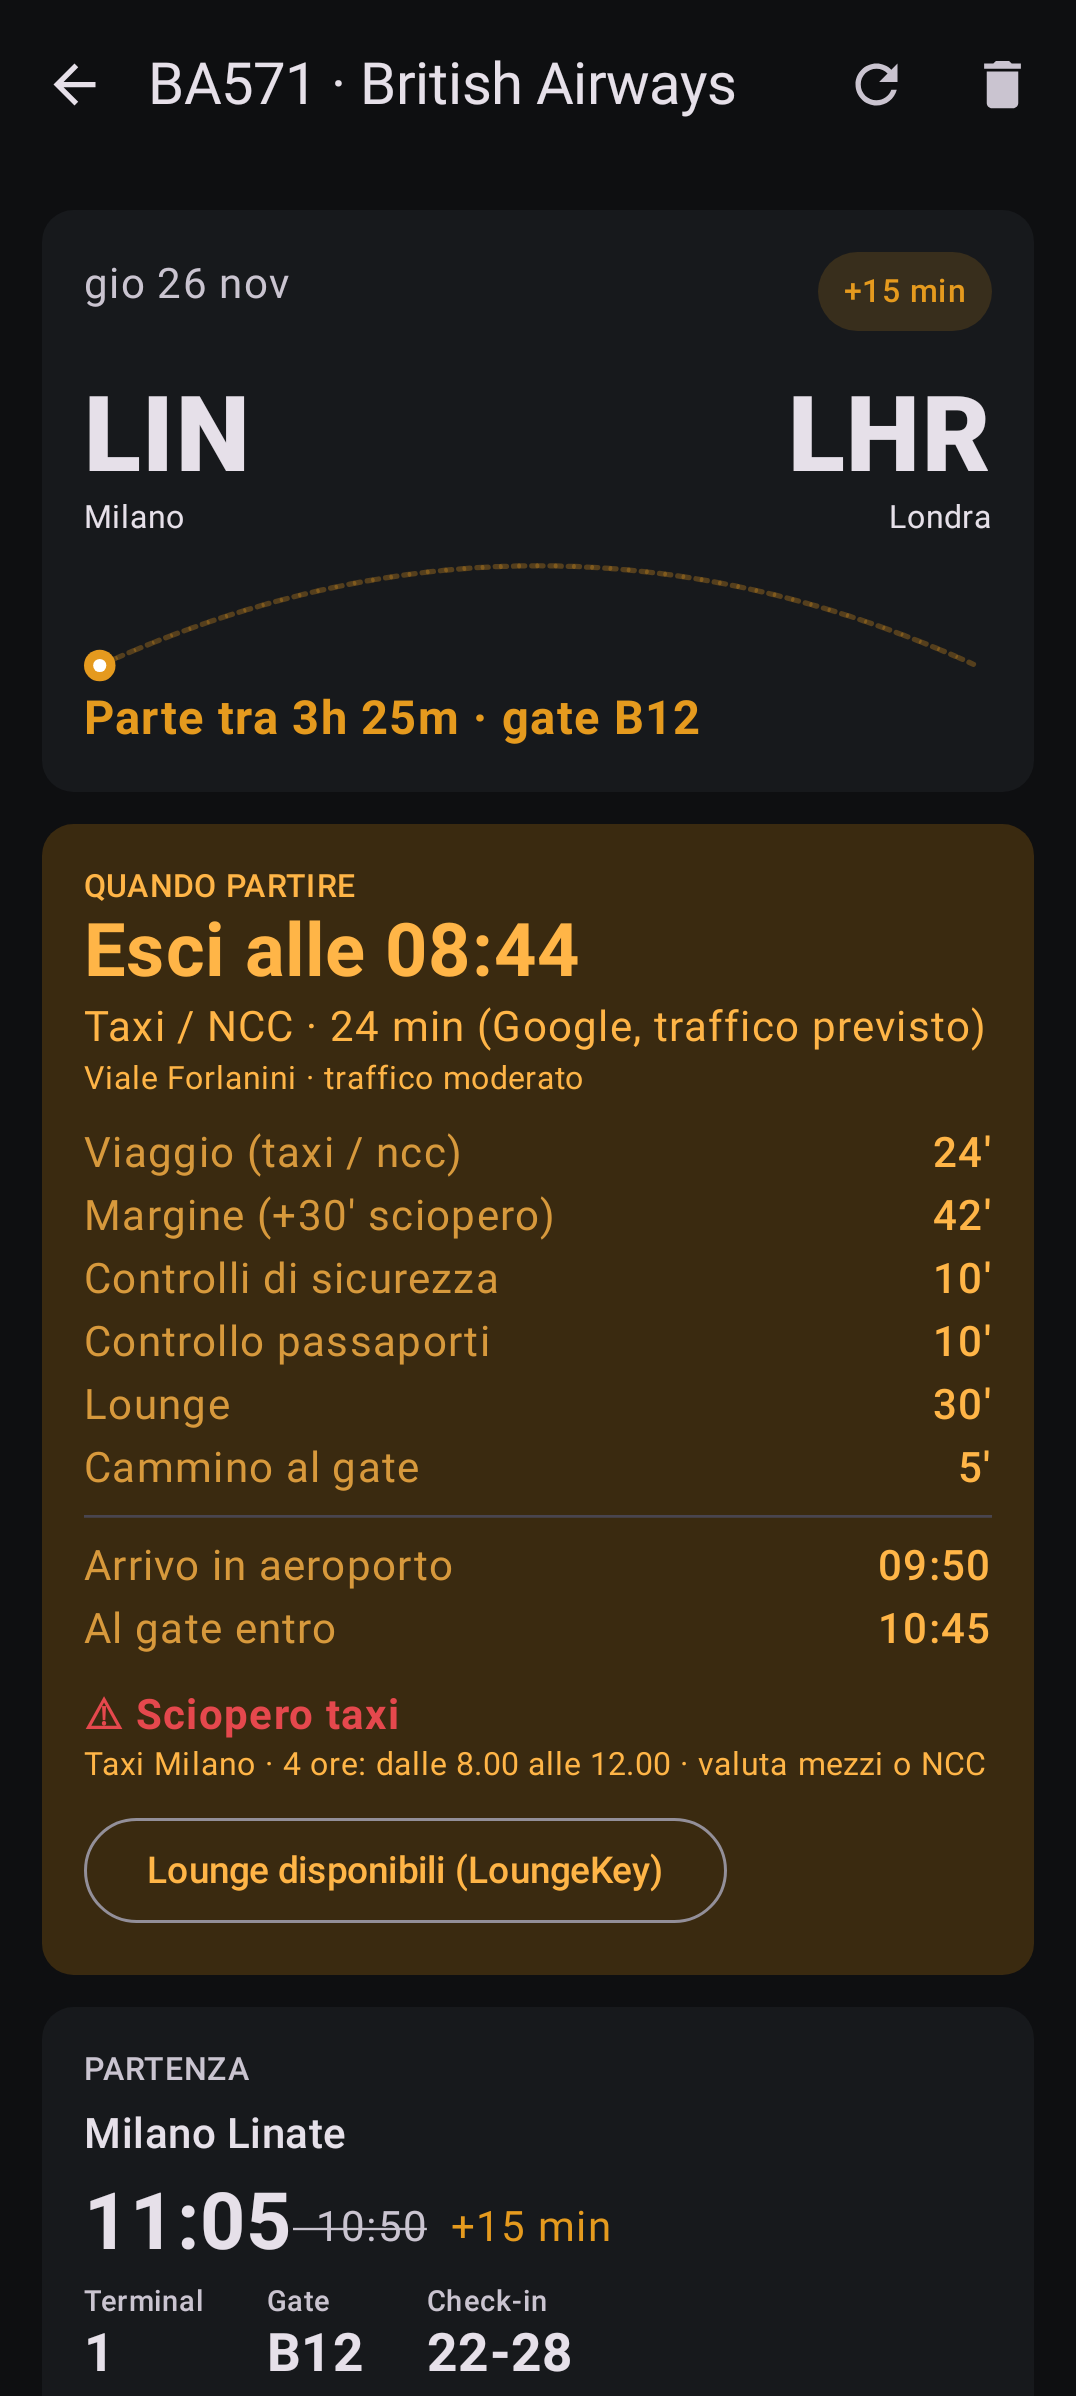 BA571 · British Airways
gio 26 nov
+15 min
LIN
LHR
Milano
Londra
Parte tra 3h 25m · gate B12
QUANDO PARTIRE
Esci alle 08:44
Taxi / NCC · 24 min (Google, traffico previsto)
Viale Forlanini · traffico moderato
Viaggio (taxi / ncc) 24'
Margine (+30' sciopero) 42'
Controlli di sicurezza 10'
Controllo passaporti 10'
Lounge 30'
Cammino al gate 5'
Arrivo in aeroporto 09:50
Al gate entro 10:45
⚠ Sciopero taxi
Taxi Milano · 4 ore: dalle 8.00 alle 12.00 · valuta mezzi o NCC
Lounge disponibili (LoungeKey)
PARTENZA
Milano Linate
11:05 10:50 +15 min
Terminal Gate Check-in
1 B12 22-28